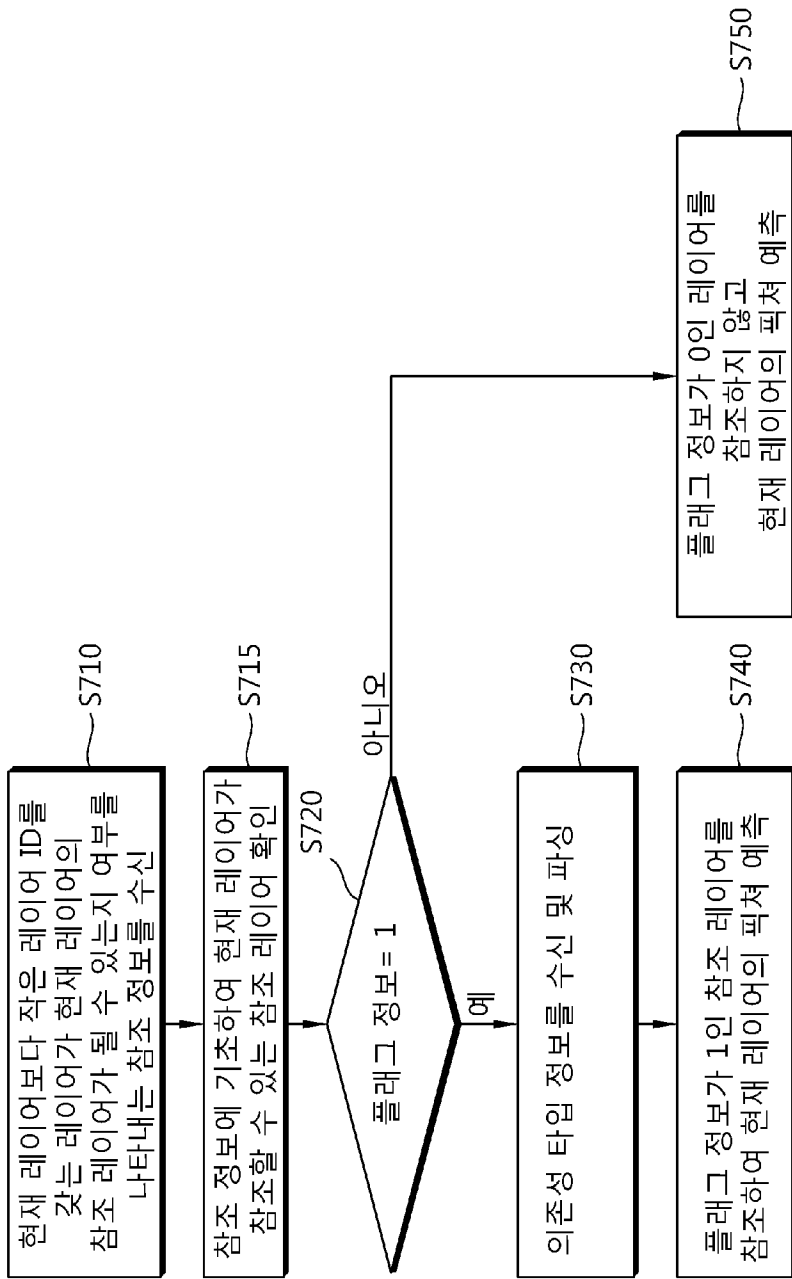 현재 레이어보다 작은 레이어 ID를
갖는 레이어가 현재 레이어의
참조 레이어가 될 수 있는지 여부를
나타내는 참조 정보를 수신
S710
참조 정보에 기초하여 현재 레이어가
참조할 수 있는 참조 레이어 확인
S715
플래그 정보 = 1
S720
아니오
예
의존성 타입 정보를 수신 및 파싱
S730
플래그 정보가 1인 참조 레이어를
참조하여 현재 레이어의 픽쳐 예측
S740
플래그 정보가 0인 레이어를
참조하지 않고
현재 레이어의 픽쳐 예측
S750